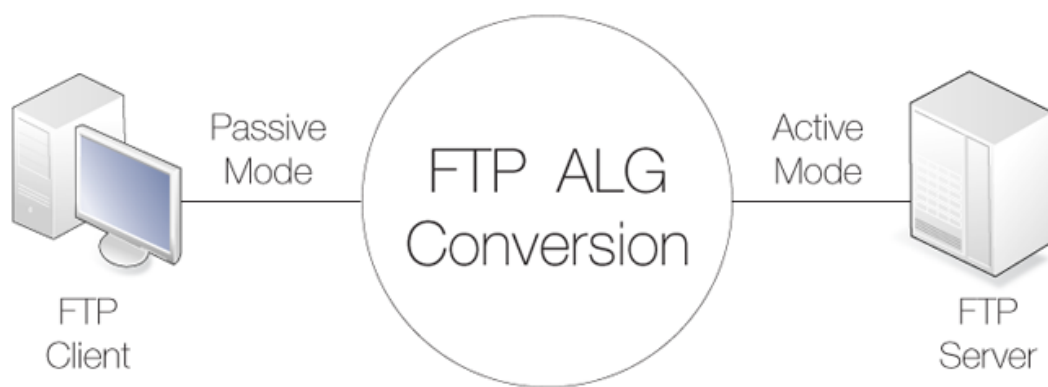 Passive
Mode
FTP ALG
Conversion
Active
Mode
FTP
Client
FTP
Server